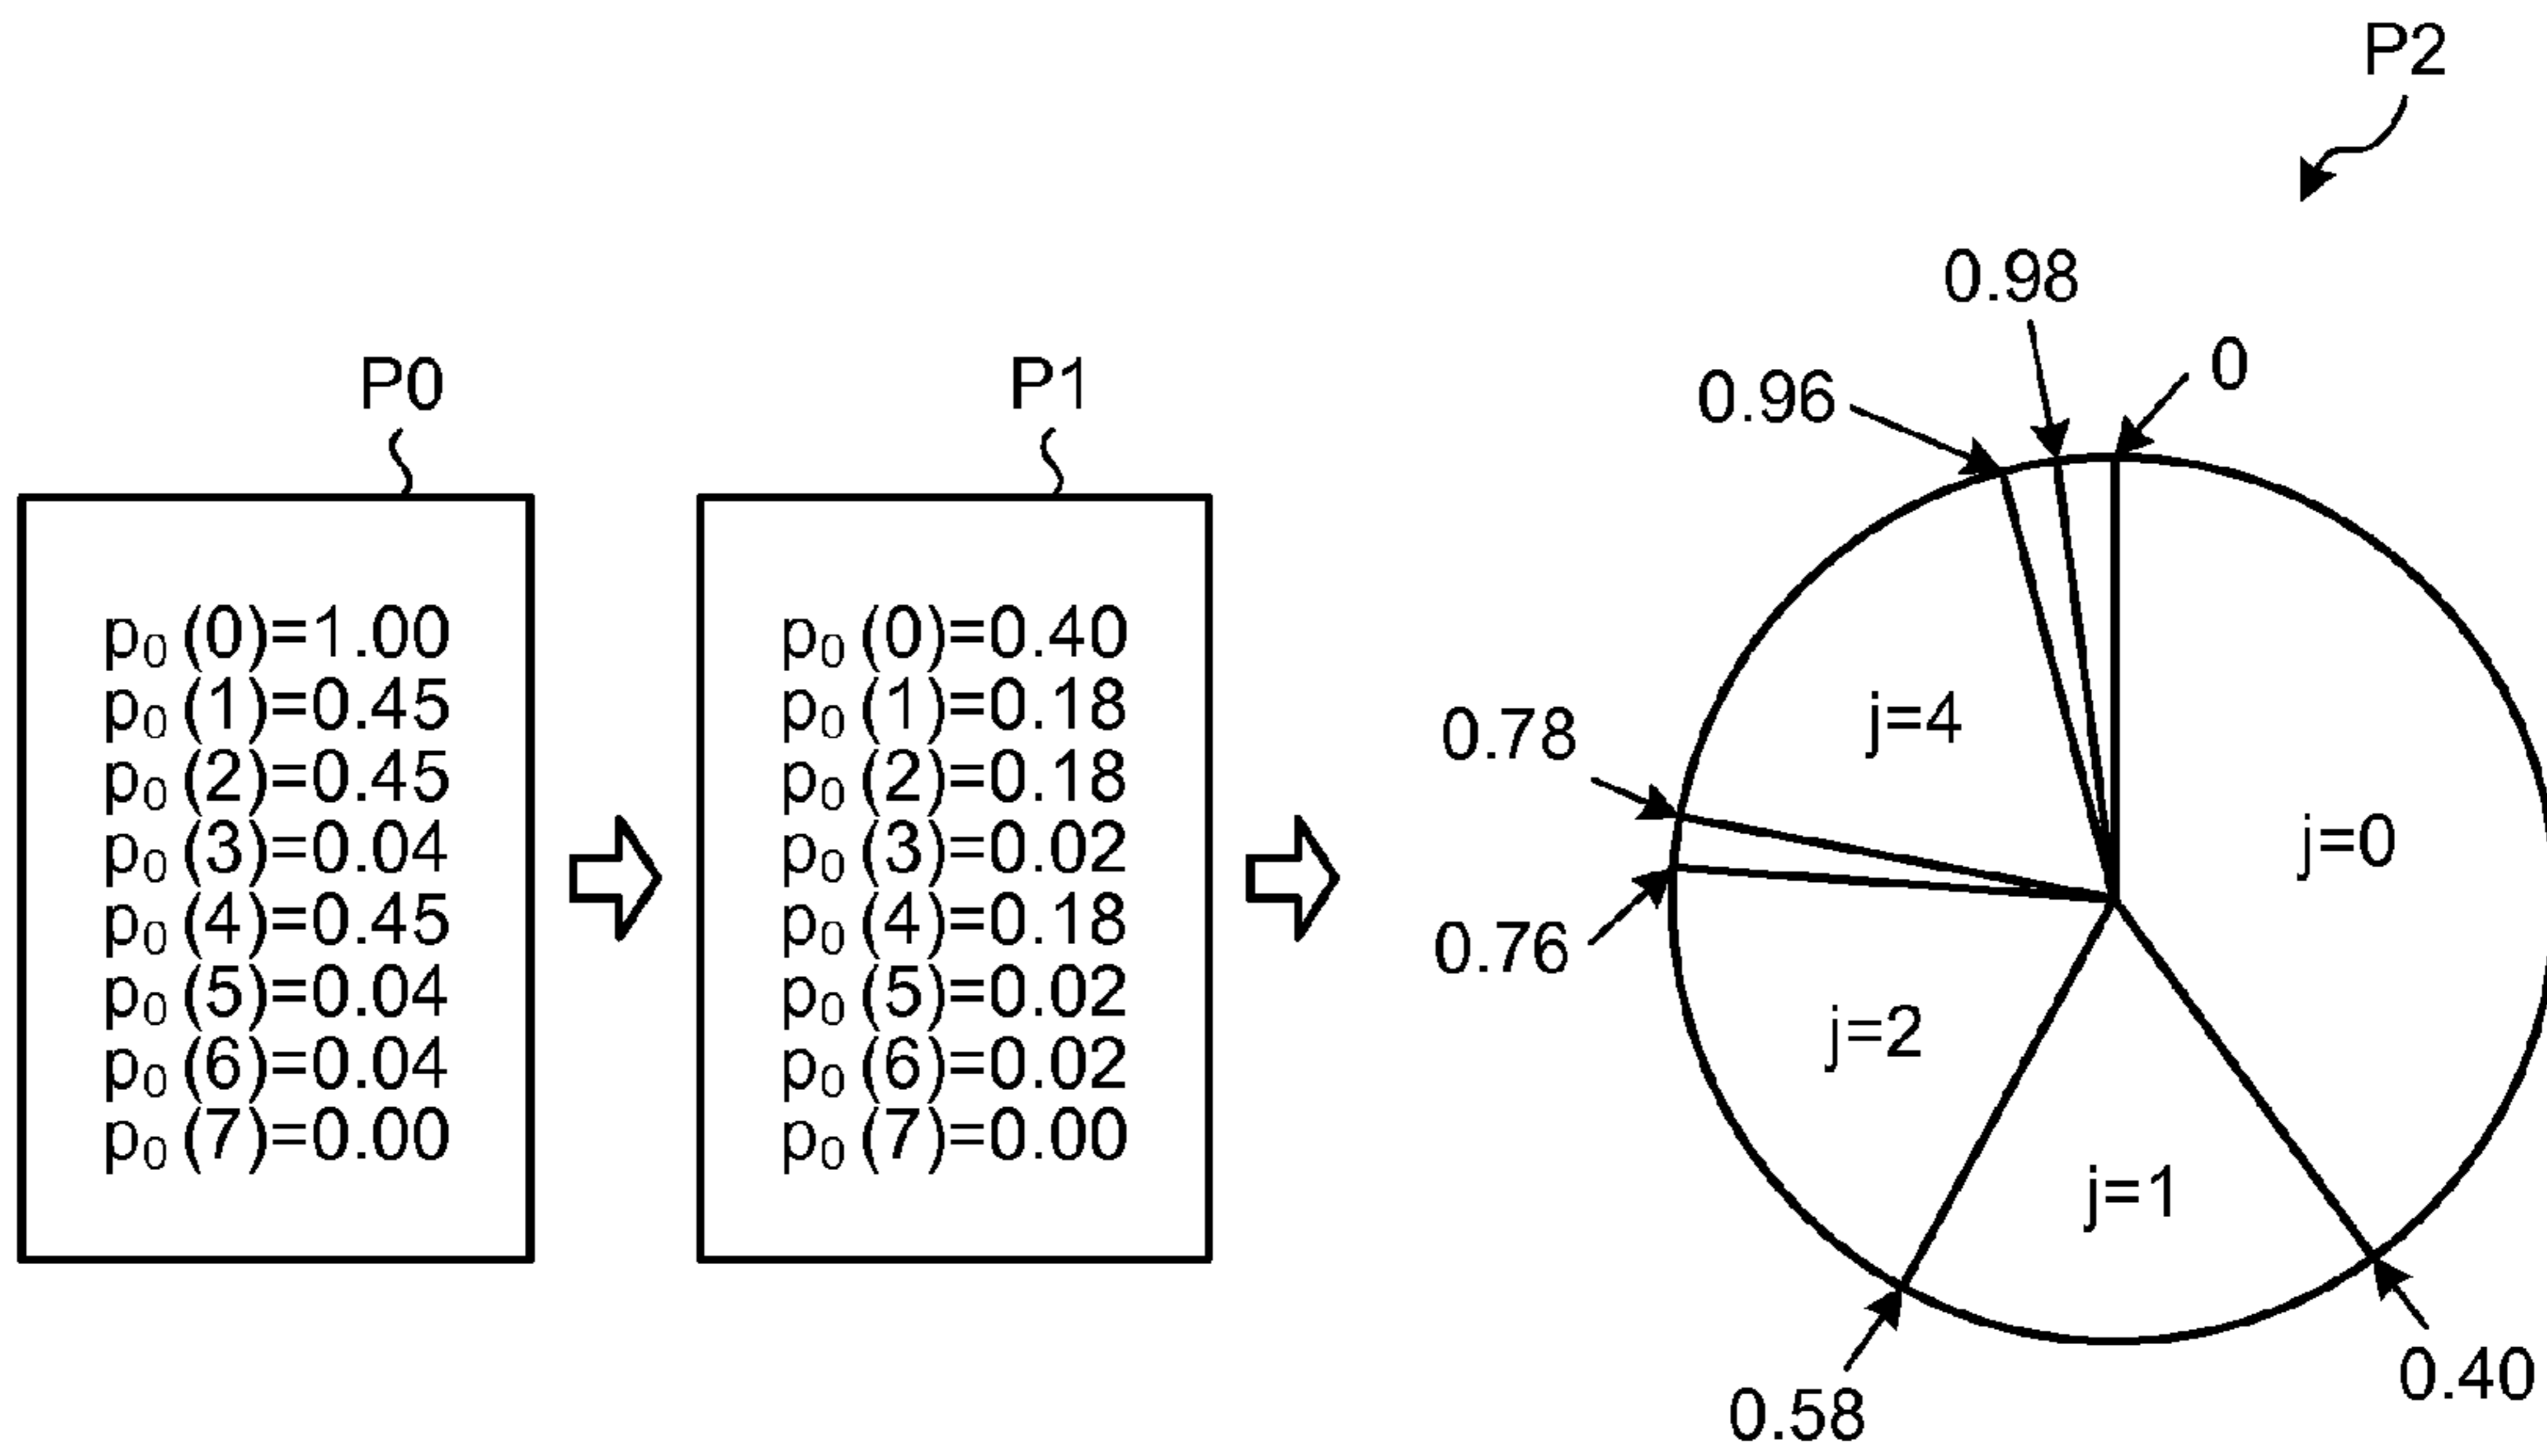 P2
0.98
0
0.96
P0
P1
p₀(0)=1.00
p₀(1)=0.45
p₀(2)=0.45
p₀(3)=0.04
p₀(4)=0.45
p₀(5)=0.04
p₀(6)=0.04
p₀(7)=0.00
p₀(0)=0.40
p₀(1)=0.18
p₀(2)=0.18
p₀(3)=0.02
p₀(4)=0.18
p₀(5)=0.02
p₀(6)=0.02
p₀(7)=0.00
j=4
0.78
j=0
0.76
j=2
j=1
0.40
0.58